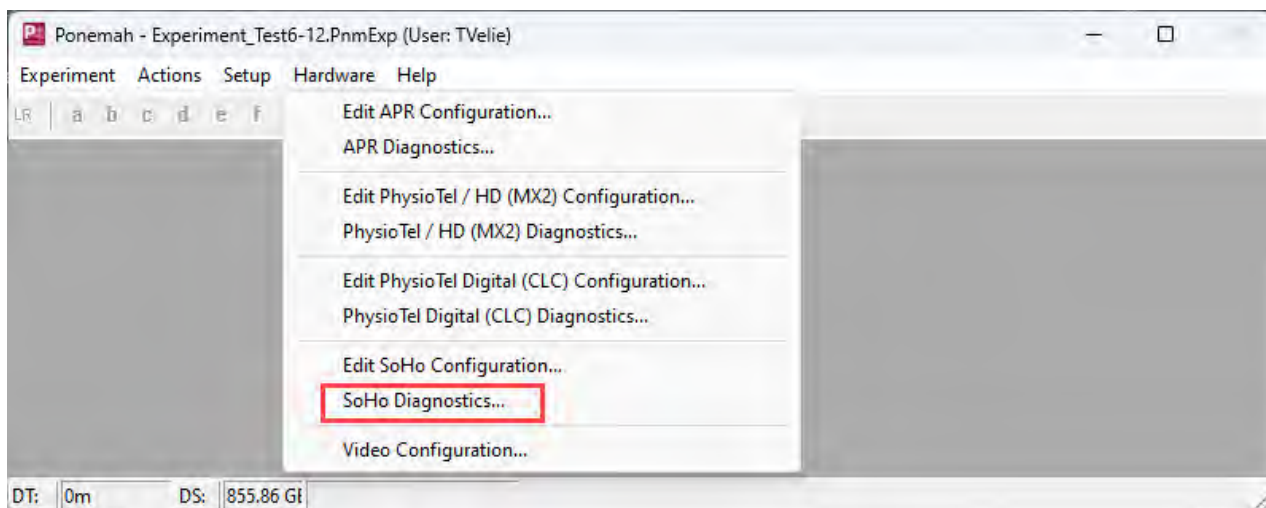 Ponemah - Experiment_Test6-12.PnmExp (User: TVelie)
Experiment Actions Setup Hardware Help
LR a b c d e f
Edit APR Configuration...
APR Diagnostics...
Edit PhysioTel / HD (MX2) Configuration...
PhysioTel / HD (MX2) Diagnostics...
Edit PhysioTel Digital (CLC) Configuration...
PhysioTel Digital (CLC) Diagnostics...
Edit SoHo Configuration...
SoHo Diagnostics...
Video Configuration...
DT: 0m DS: 855.86 GB